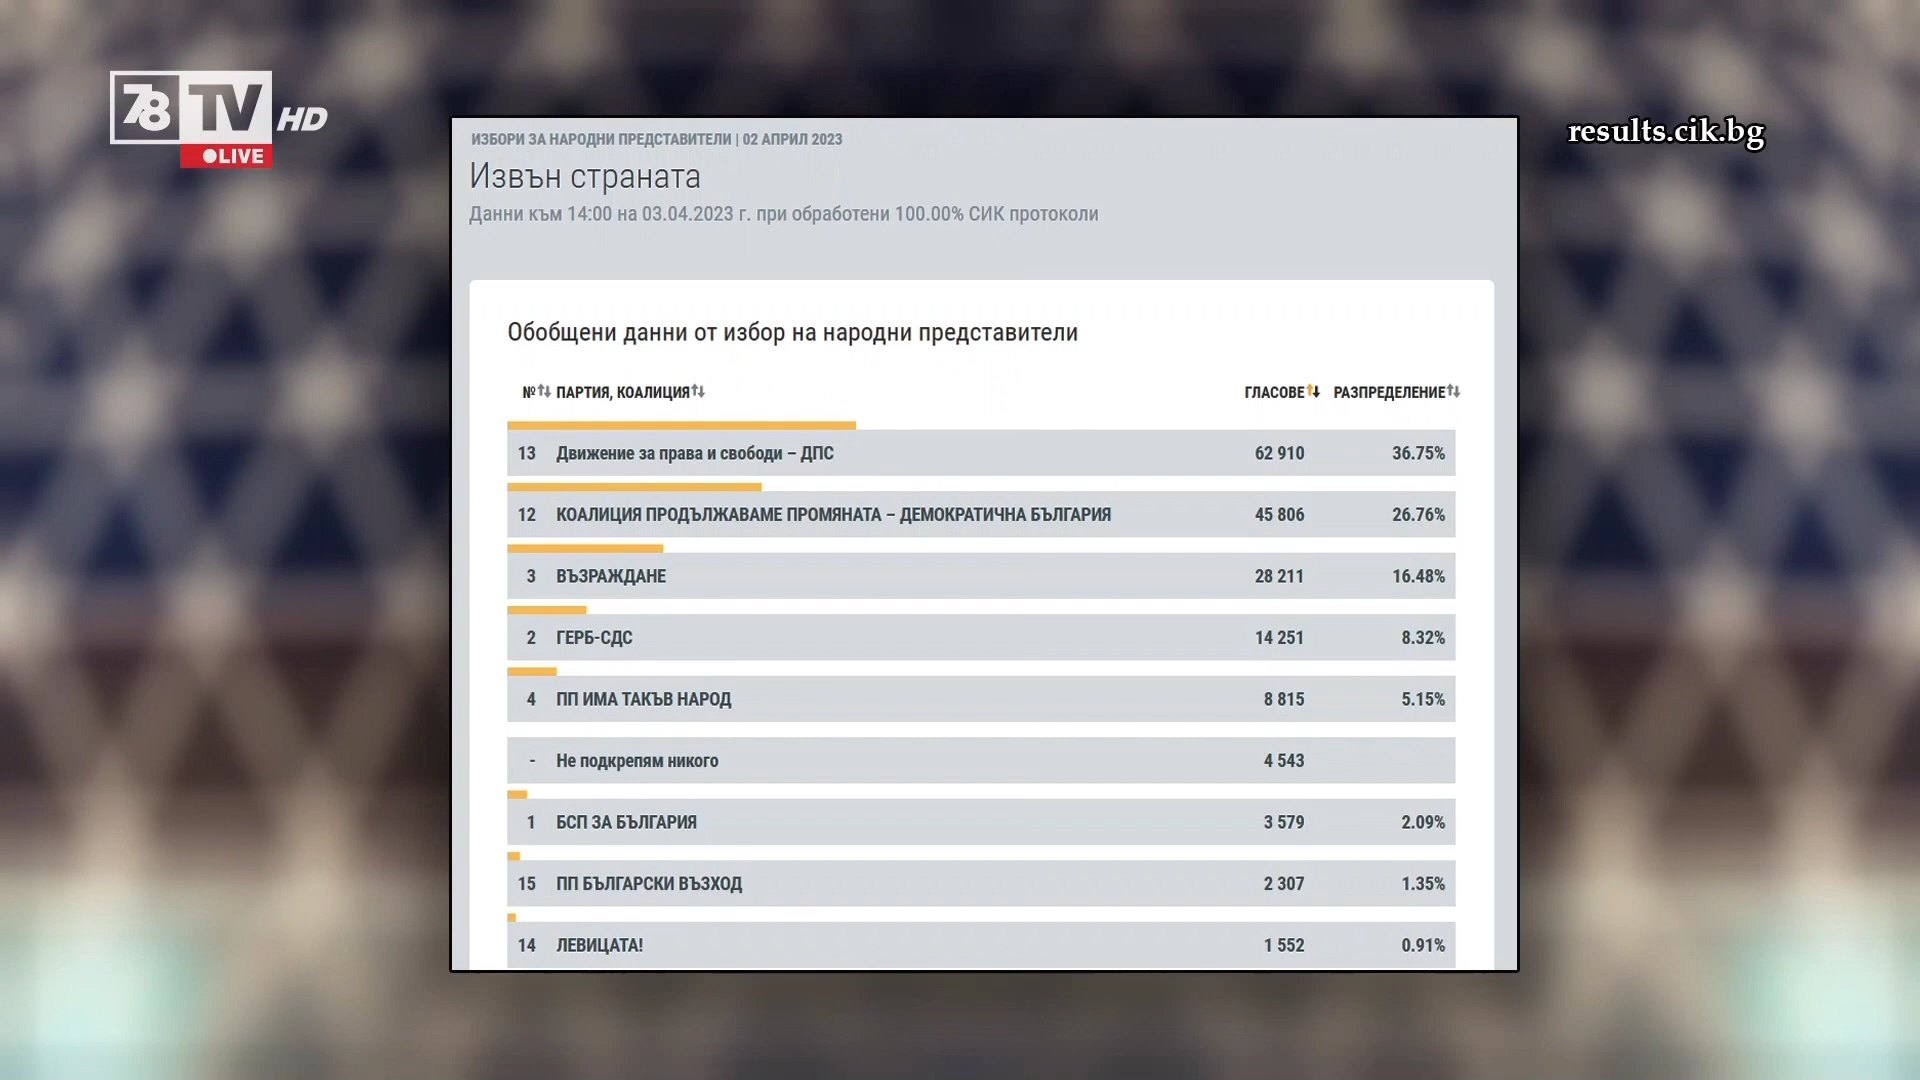 78 TV HD
LIVE
results.cik.bg
ИЗБОРИ ЗА НАРОДНИ ПРЕДСТАВИТЕЛИ | 02 АПРИЛ 2023
Извън страната
Данни към 14:00 на 03.04.2023 г. при обработени 100.00% СИК протоколи
Обобщени данни от избор на народни представители
№ ПАРТИЯ, КОАЛИЦИЯ ГЛАСОВЕ РАЗПРЕДЕЛЕНИЕ
13 Движение за права и свободи – ДПС 62 910 36.75%
12 КОАЛИЦИЯ ПРОДЪЛЖАВАМЕ ПРОМЯНАТА – ДЕМОКРАТИЧНА БЪЛГАРИЯ 45 806 26.76%
3 ВЪЗРАЖДАНЕ 28 211 16.48%
2 ГЕРБ-СДС 14 251 8.32%
4 ПП ИМА ТАКЪВ НАРОД 8 815 5.15%
- Не подкрепям никого 4 543
1 БСП ЗА БЪЛГАРИЯ 3 579 2.09%
15 ПП БЪЛГАРСКИ ВЪЗХОД 2 307 1.35%
14 ЛЕВИЦАТА! 1 552 0.91%